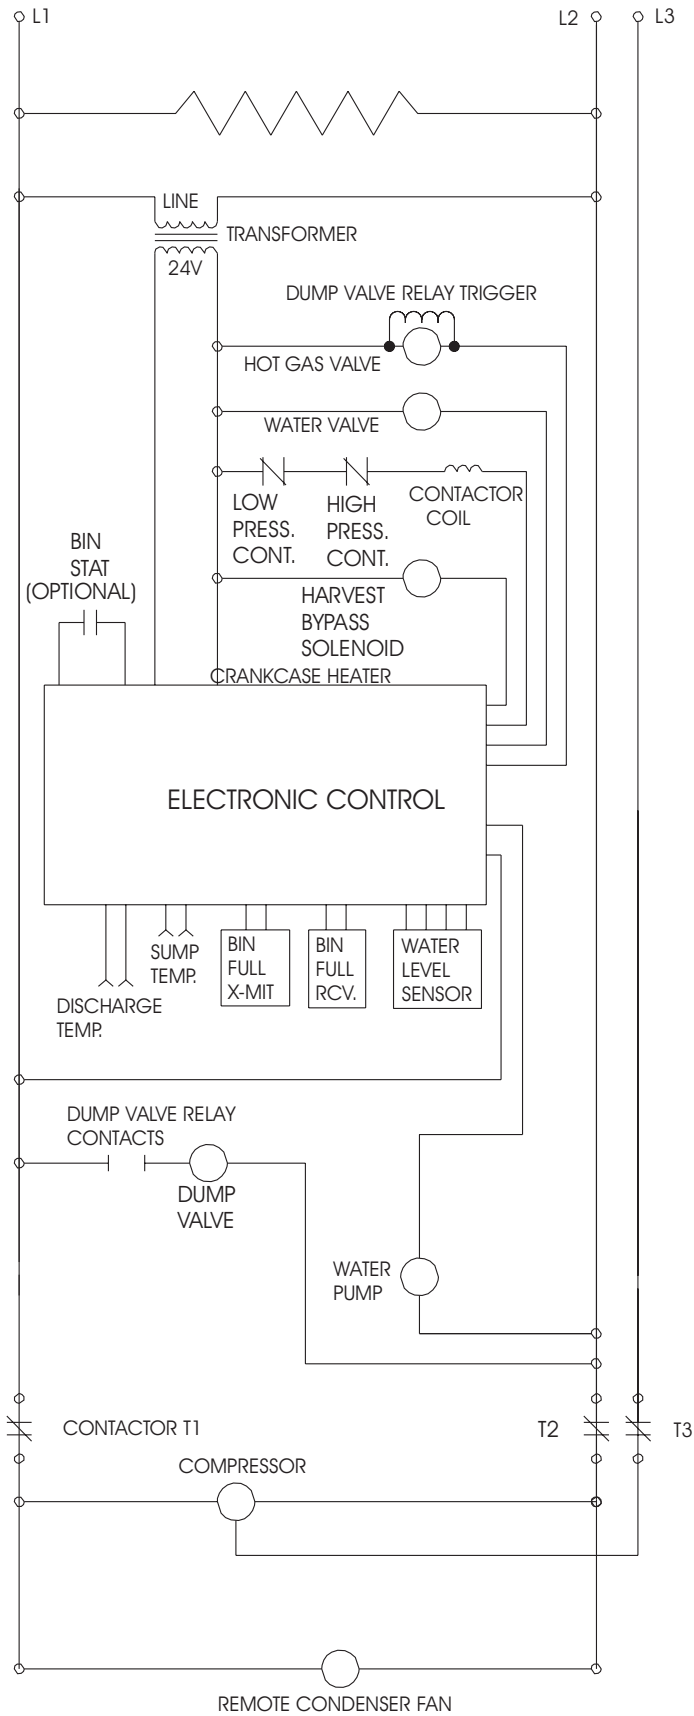 L1
L2
L3
LINE
TRANSFORMER
24V
DUMP VALVE RELAY TRIGGER
HOT GAS VALVE
WATER VALVE
LOW
PRESS.
CONT.
HIGH
PRESS.
CONT.
CONTACTOR
COIL
BIN
STAT
(OPTIONAL)
HARVEST
BYPASS
SOLENOID
CRANKCASE HEATER
ELECTRONIC CONTROL
DISCHARGE
TEMP.
SUMP
TEMP.
BIN
FULL
X-MIT
BIN
FULL
RCV.
WATER
LEVEL
SENSOR
DUMP VALVE RELAY
CONTACTS
DUMP
VALVE
WATER
PUMP
CONTACTOR T1
T2
T3
COMPRESSOR
REMOTE CONDENSER FAN